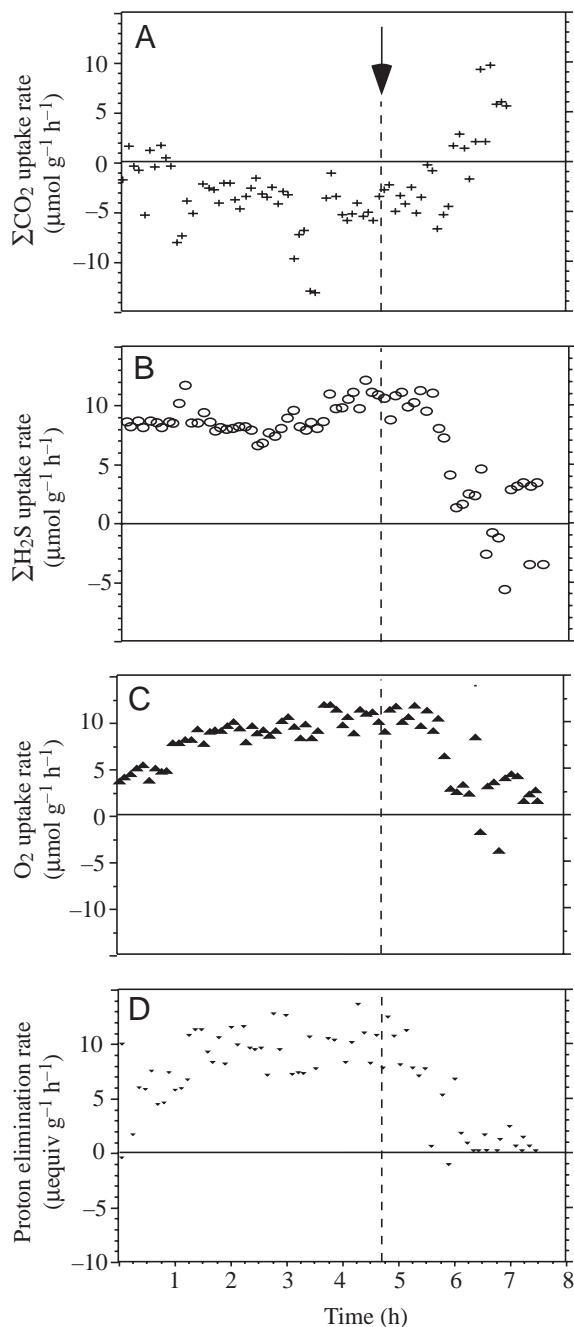 A
10
5
0
–5
–10
ΣCO₂ uptake rate
(μmol g⁻¹ h⁻¹)
B
10
5
0
–5
ΣH₂S uptake rate
(μmol g⁻¹ h⁻¹)
C
10
5
0
–5
–10
O₂ uptake rate
(μmol g⁻¹ h⁻¹)
D
10
5
0
–5
–10
Proton elimination rate
(μequiv g⁻¹ h⁻¹)
1 2 3 4 5 6 7 8
Time (h)